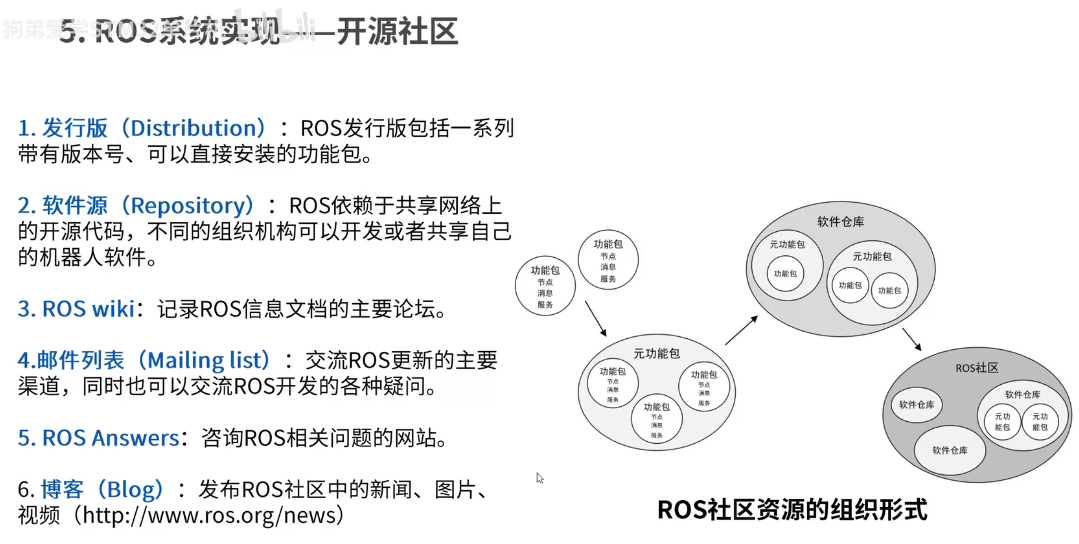 5. ROS系统实现——开源社区
bilibili
1. 发行版（Distribution）：ROS发行版包括一系列
带有版本号、可以直接安装的功能包。
2. 软件源（Repository）：ROS依赖于共享网络上
的开源代码，不同的组织机构可以开发或者共享自己
的机器人软件。
3. ROS wiki：记录ROS信息文档的主要论坛。
4.邮件列表（Mailing list）：交流ROS更新的主要
渠道，同时也可以交流ROS开发的各种疑问。
5. ROS Answers：咨询ROS相关问题的网站。
6. 博客（Blog）：发布ROS社区中的新闻、图片、
视频（http://www.ros.org/news）
功能包
节点
消息
服务
功能包
节点
消息
服务
元功能包
功能包
节点
消息
服务
功能包
节点
消息
服务
功能包
节点
消息
服务
软件仓库
元功能包
功能包
元功能包
功能包
功能包
ROS社区
软件仓库
软件仓库
元功
能包
元功
能包
软件仓库
ROS社区资源的组织形式